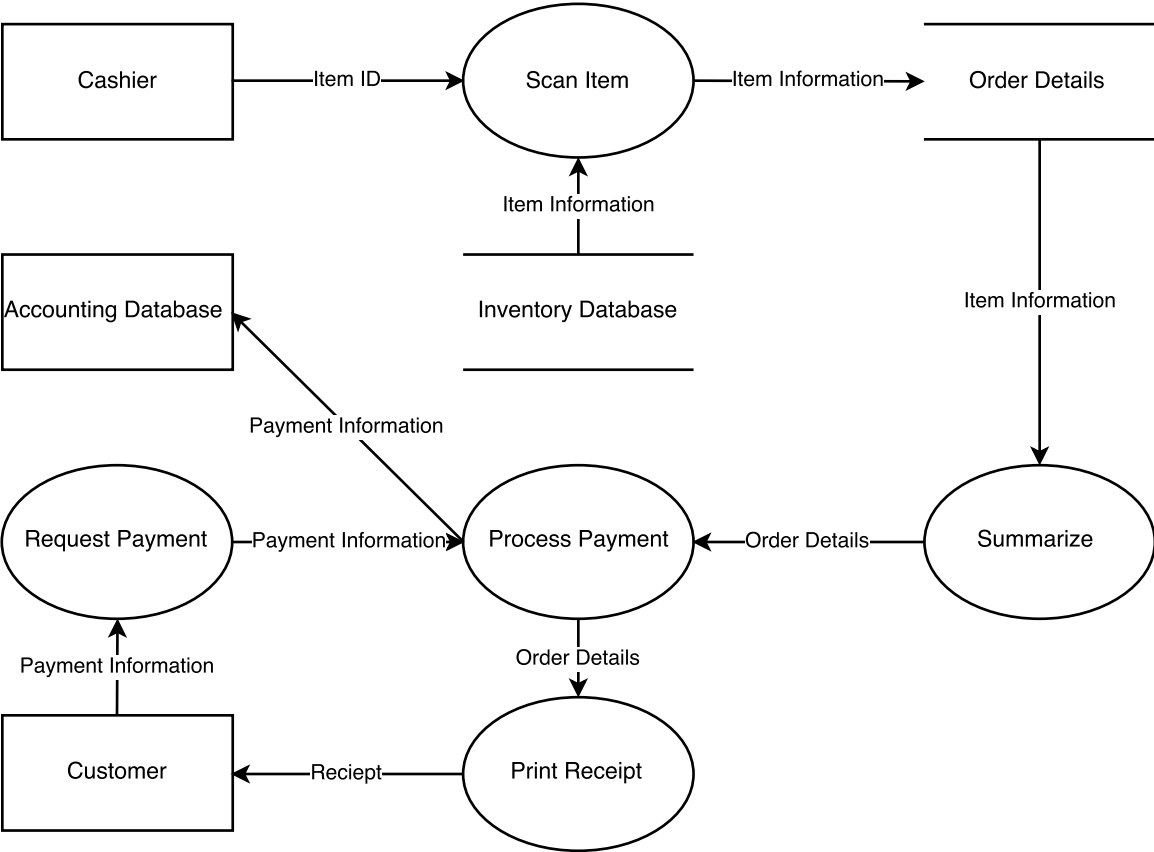 Cashier
Item ID
Scan Item
Item Information
Order Details
Item Information
Accounting Database
Inventory Database
Item Information
Payment Information
Request Payment
Payment Information
Process Payment
Order Details
Summarize
Payment Information
Order Details
Customer
Reciept
Print Receipt